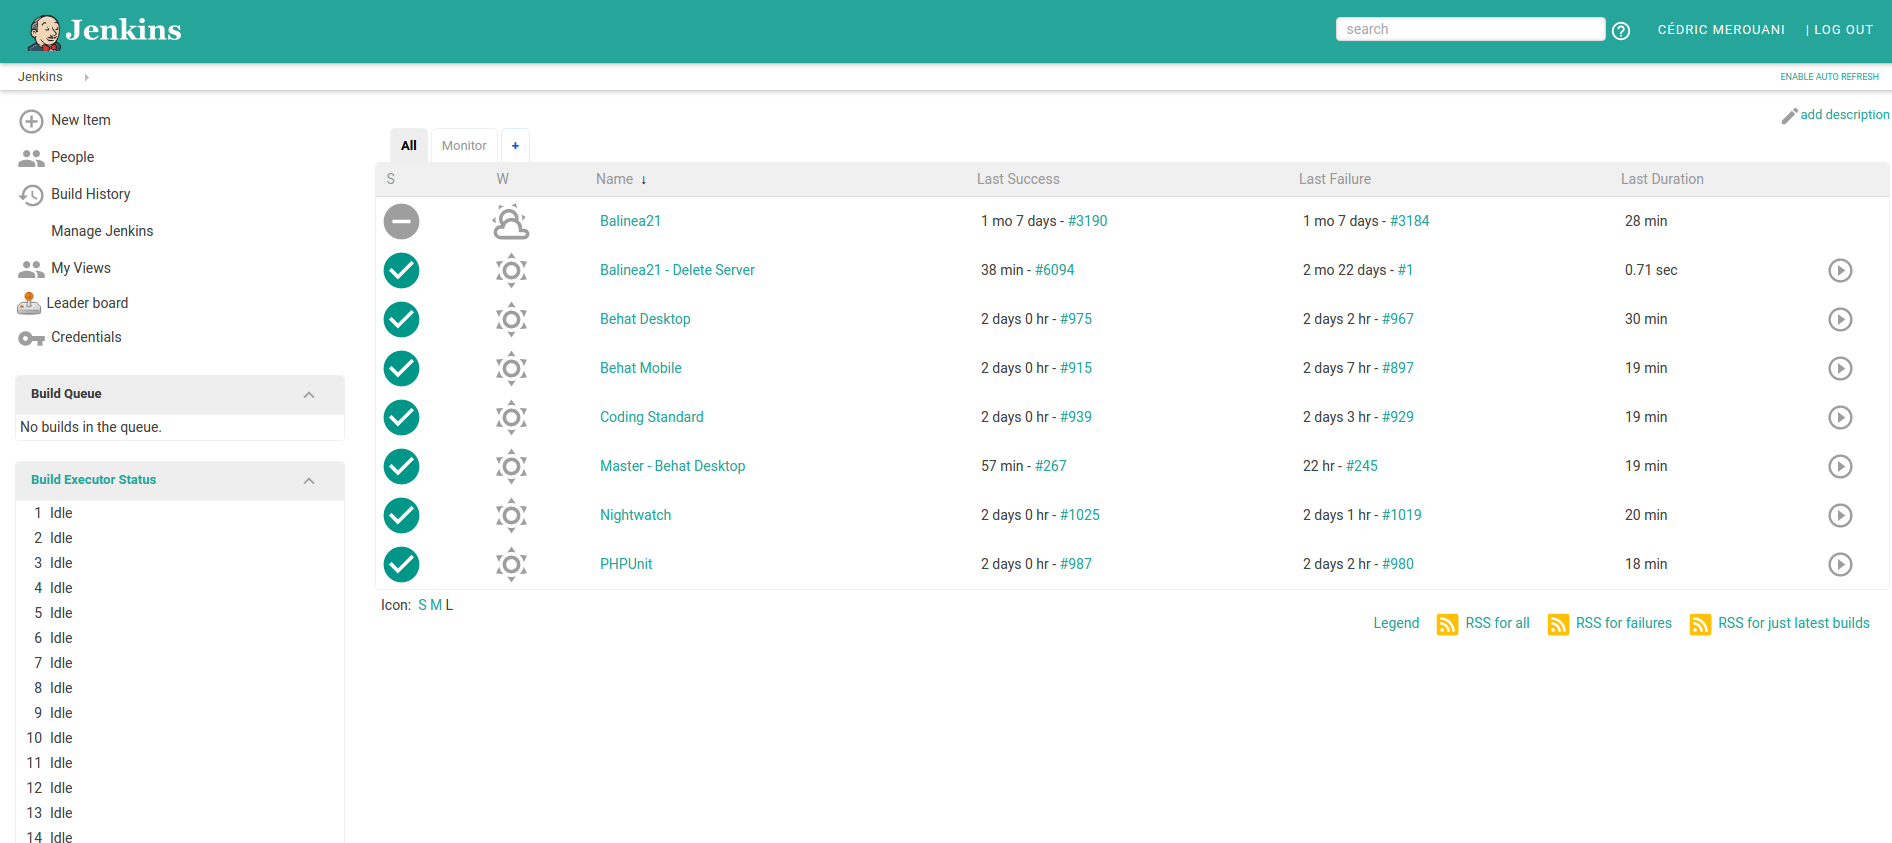 Jenkins
search
CÉDRIC MEROUANI | LOG OUT
Jenkins
ENABLE AUTO REFRESH
New Item
People
Build History
Manage Jenkins
My Views
Leader board
Credentials
Build Queue
No builds in the queue.
Build Executor Status
1 Idle
2 Idle
3 Idle
4 Idle
5 Idle
6 Idle
7 Idle
8 Idle
9 Idle
10 Idle
11 Idle
12 Idle
13 Idle
14 Idle
add description
All Monitor +
S W Name ↓ Last Success Last Failure Last Duration
Balinea21 1 mo 7 days - #3190 1 mo 7 days - #3184 28 min
Balinea21 - Delete Server 38 min - #6094 2 mo 22 days - #1 0.71 sec
Behat Desktop 2 days 0 hr - #975 2 days 2 hr - #967 30 min
Behat Mobile 2 days 0 hr - #915 2 days 7 hr - #897 19 min
Coding Standard 2 days 0 hr - #939 2 days 3 hr - #929 19 min
Master - Behat Desktop 57 min - #267 22 hr - #245 19 min
Nightwatch 2 days 0 hr - #1025 2 days 1 hr - #1019 20 min
PHPUnit 2 days 0 hr - #987 2 days 2 hr - #980 18 min
Icon: S M L
Legend RSS for all RSS for failures RSS for just latest builds